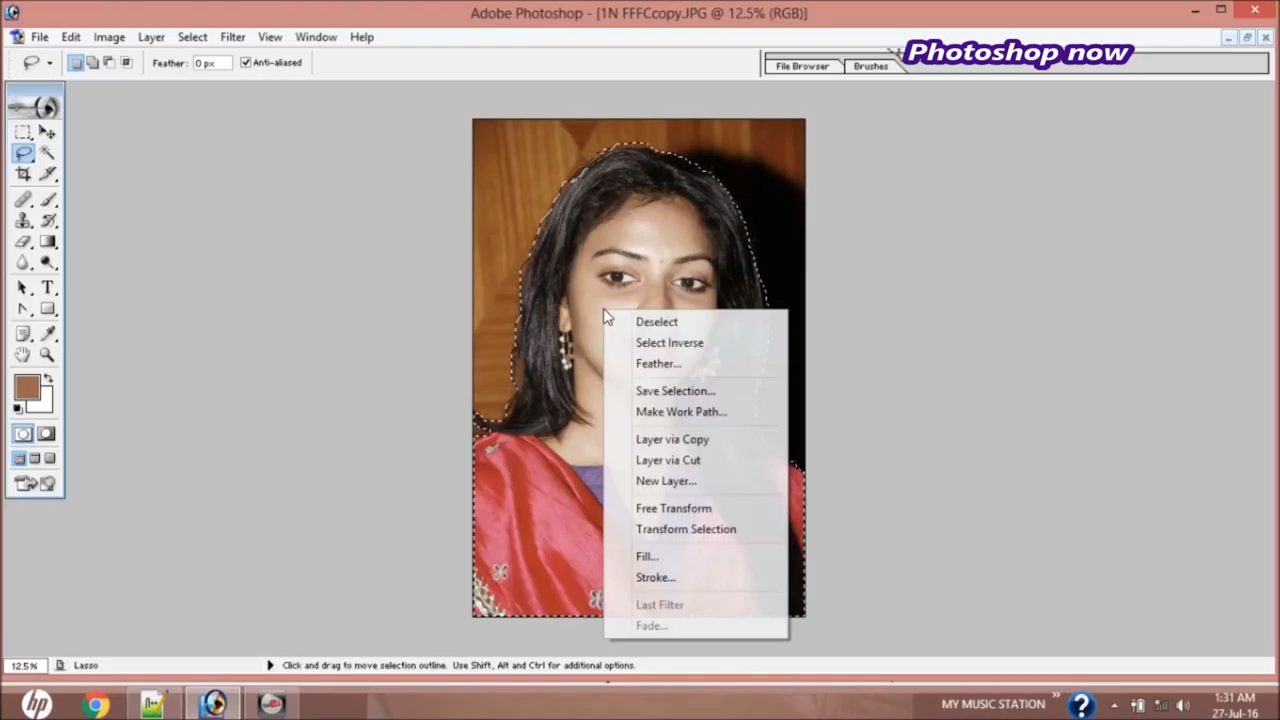 Adobe Photoshop - [1N FFFCcopy.JPG @ 12.5% (RGB)]
File Edit Image Layer Select Filter View Window Help
Feather: 0 px Anti-aliased
File Browser Brushes
Photoshop now
Deselect
Select Inverse
Feather...
Save Selection...
Make Work Path...
Layer via Copy
Layer via Cut
New Layer...
Free Transform
Transform Selection
Fill...
Stroke...
Last Filter
Fade...
12.5% Lasso Click and drag to move selection outline. Use Shift, Alt and Ctrl for additional options.
hp MY MUSIC STATION 1:31 AM
27-Jul-16